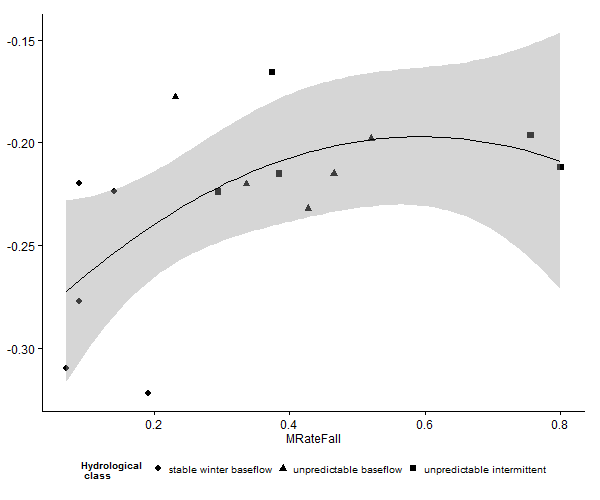 -0.15
-0.20
-0.25
-0.30
0.2 0.4 0.6 0.8
MRateFall
Hydrological class stable winter baseflow unpredictable baseflow unpredictable intermittent